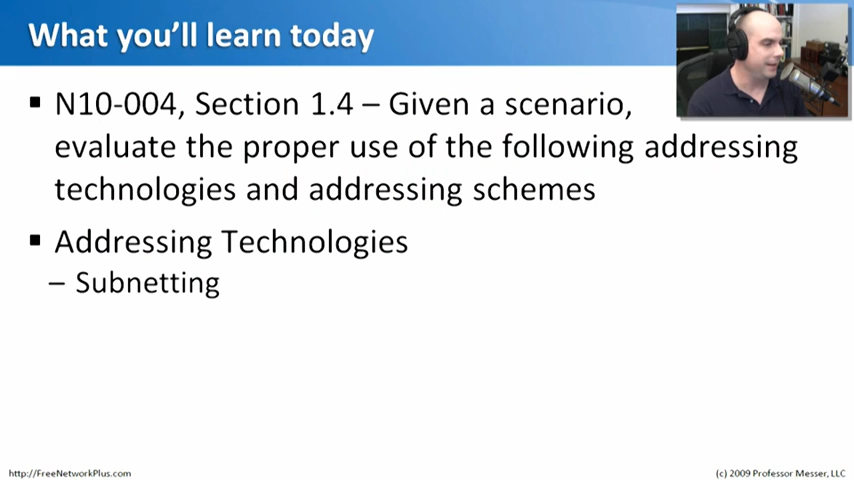 What you'll learn today
▪ N10-004, Section 1.4 – Given a scenario,
evaluate the proper use of the following addressing
technologies and addressing schemes
▪ Addressing Technologies
– Subnetting
http://FreeNetworkPlus.com
(c) 2009 Professor Messer, LLC